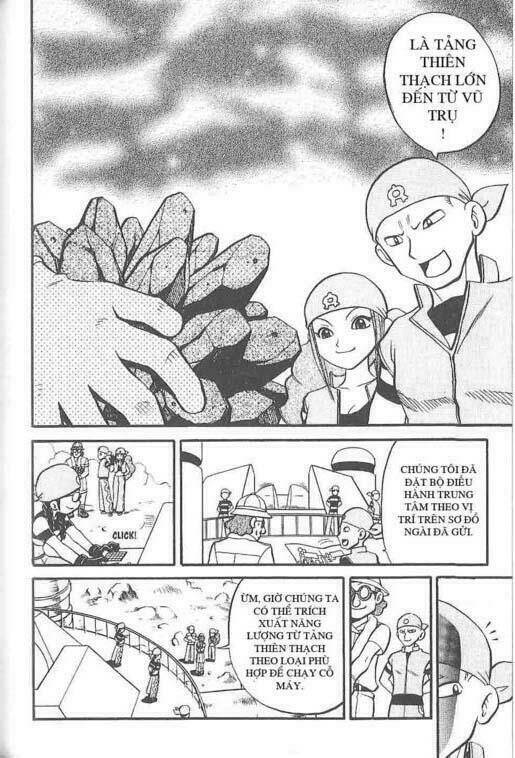 LÀ TẢNG
THIÊN
THẠCH LỚN
ĐẾN TỪ VŨ
TRỤ
!
CLICK!
CHÚNG TÔI ĐÃ
ĐẶT BỘ ĐIỀU
HÀNH TRUNG
TÂM THEO VỊ
TRÍ TRÊN SƠ ĐỒ
NGÀI ĐÃ GỬI.
ỪM, GIỜ CHÚNG TA
CÓ THỂ TRÍCH
XUẤT NĂNG
LƯỢNG TỪ TẢNG
THIÊN THẠCH
THEO LOẠI PHÙ
HỢP ĐỂ CHẠY CỖ
MÁY.